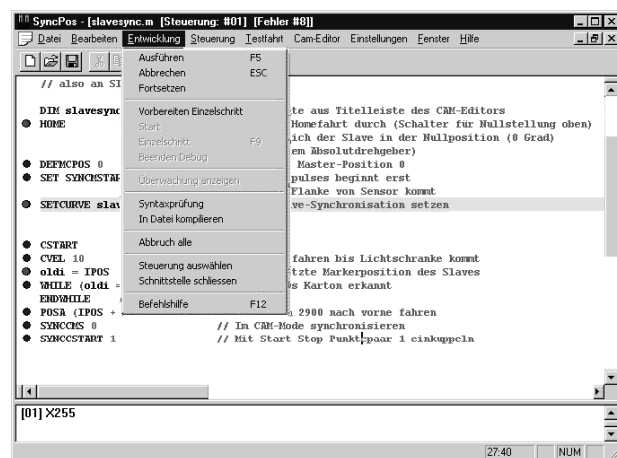 SyncPos - [slavesync.m [Steuerung: #01] [Fehler #8]]
Datei Bearbeiten Entwicklung Steuerung Testfahrt Cam-Editor Einstellungen Fenster Hilfe
Ausführen F5
Abbrechen ESC
Fortsetzen
Vorbereiten Einzelschritt
Start
Einzelschritt F9
Beenden Debug
Überwachung anzeigen
Syntaxprüfung
In Datei kompilieren
Abbruch alle
Steuerung auswählen
Schnittstelle schliessen
Befehlshilfe F12
// also an SI
DIM slavesync te aus Titelleiste des CAM-Editors
HOME Homefahrt durch (Schalter für Nullstellung oben)
ich der Slave in der Nullposition (0 Grad)
em Absolutdrehgeber)
DEFMCPOS 0 Master-Position 0
SET SYNCMSTAR pulses beginnt erst
Flanke von Sensor kommt
SETCURVE slav ve-Synchronisation setzen
CSTART
CVEL 10 fahren bis Lichtschranke kommt
oldi = IPOS tzte Markerposition des Slaves
WHILE (oldi = s Karton erkannt
ENDWHILE
POSA (IPOS + 2900 nach vorne fahren
SYNCCMS 0 // Im CAM-Mode synchronisieren
SYNCCSTART 1 // Mit Start Stop Punktepaar 1 einkuppeln
[01] X255
27:40 NUM